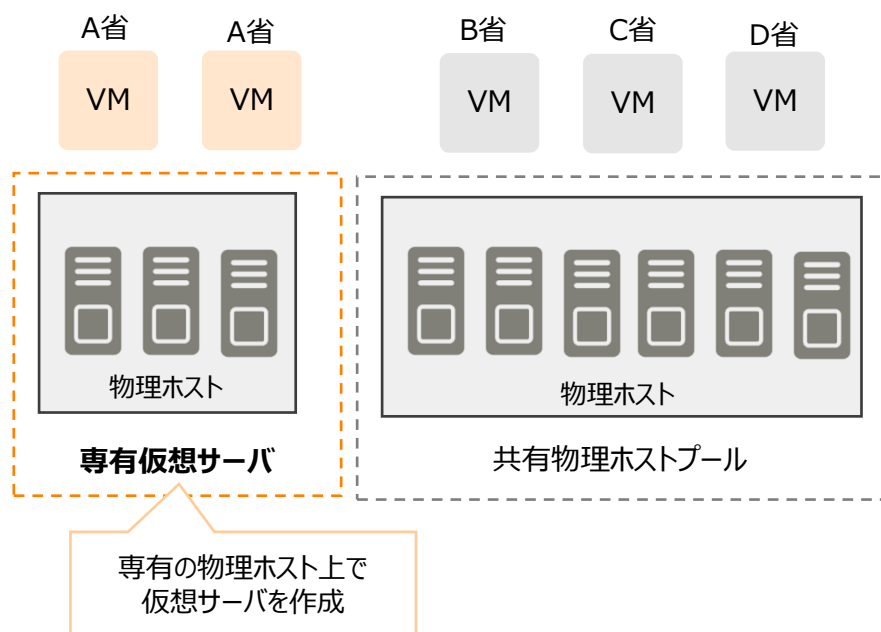 A省
A省
B省
C省
D省
VM
VM
VM
VM
VM
物理ホスト
物理ホスト
専有仮想サーバ
共有物理ホストプール
専有の物理ホスト上で
仮想サーバを作成